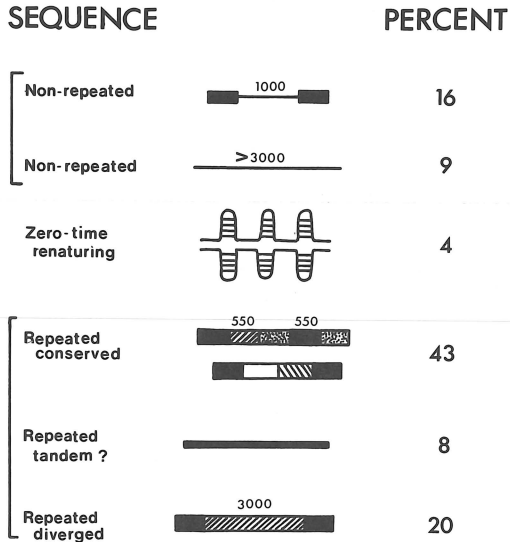 SEQUENCE PERCENT
Non-repeated 1000 16
Non-repeated >3000 9
Zero-time
renaturing 4
550 550
Repeated
conserved 43
Repeated
tandem ? 8
3000
Repeated
diverged 20